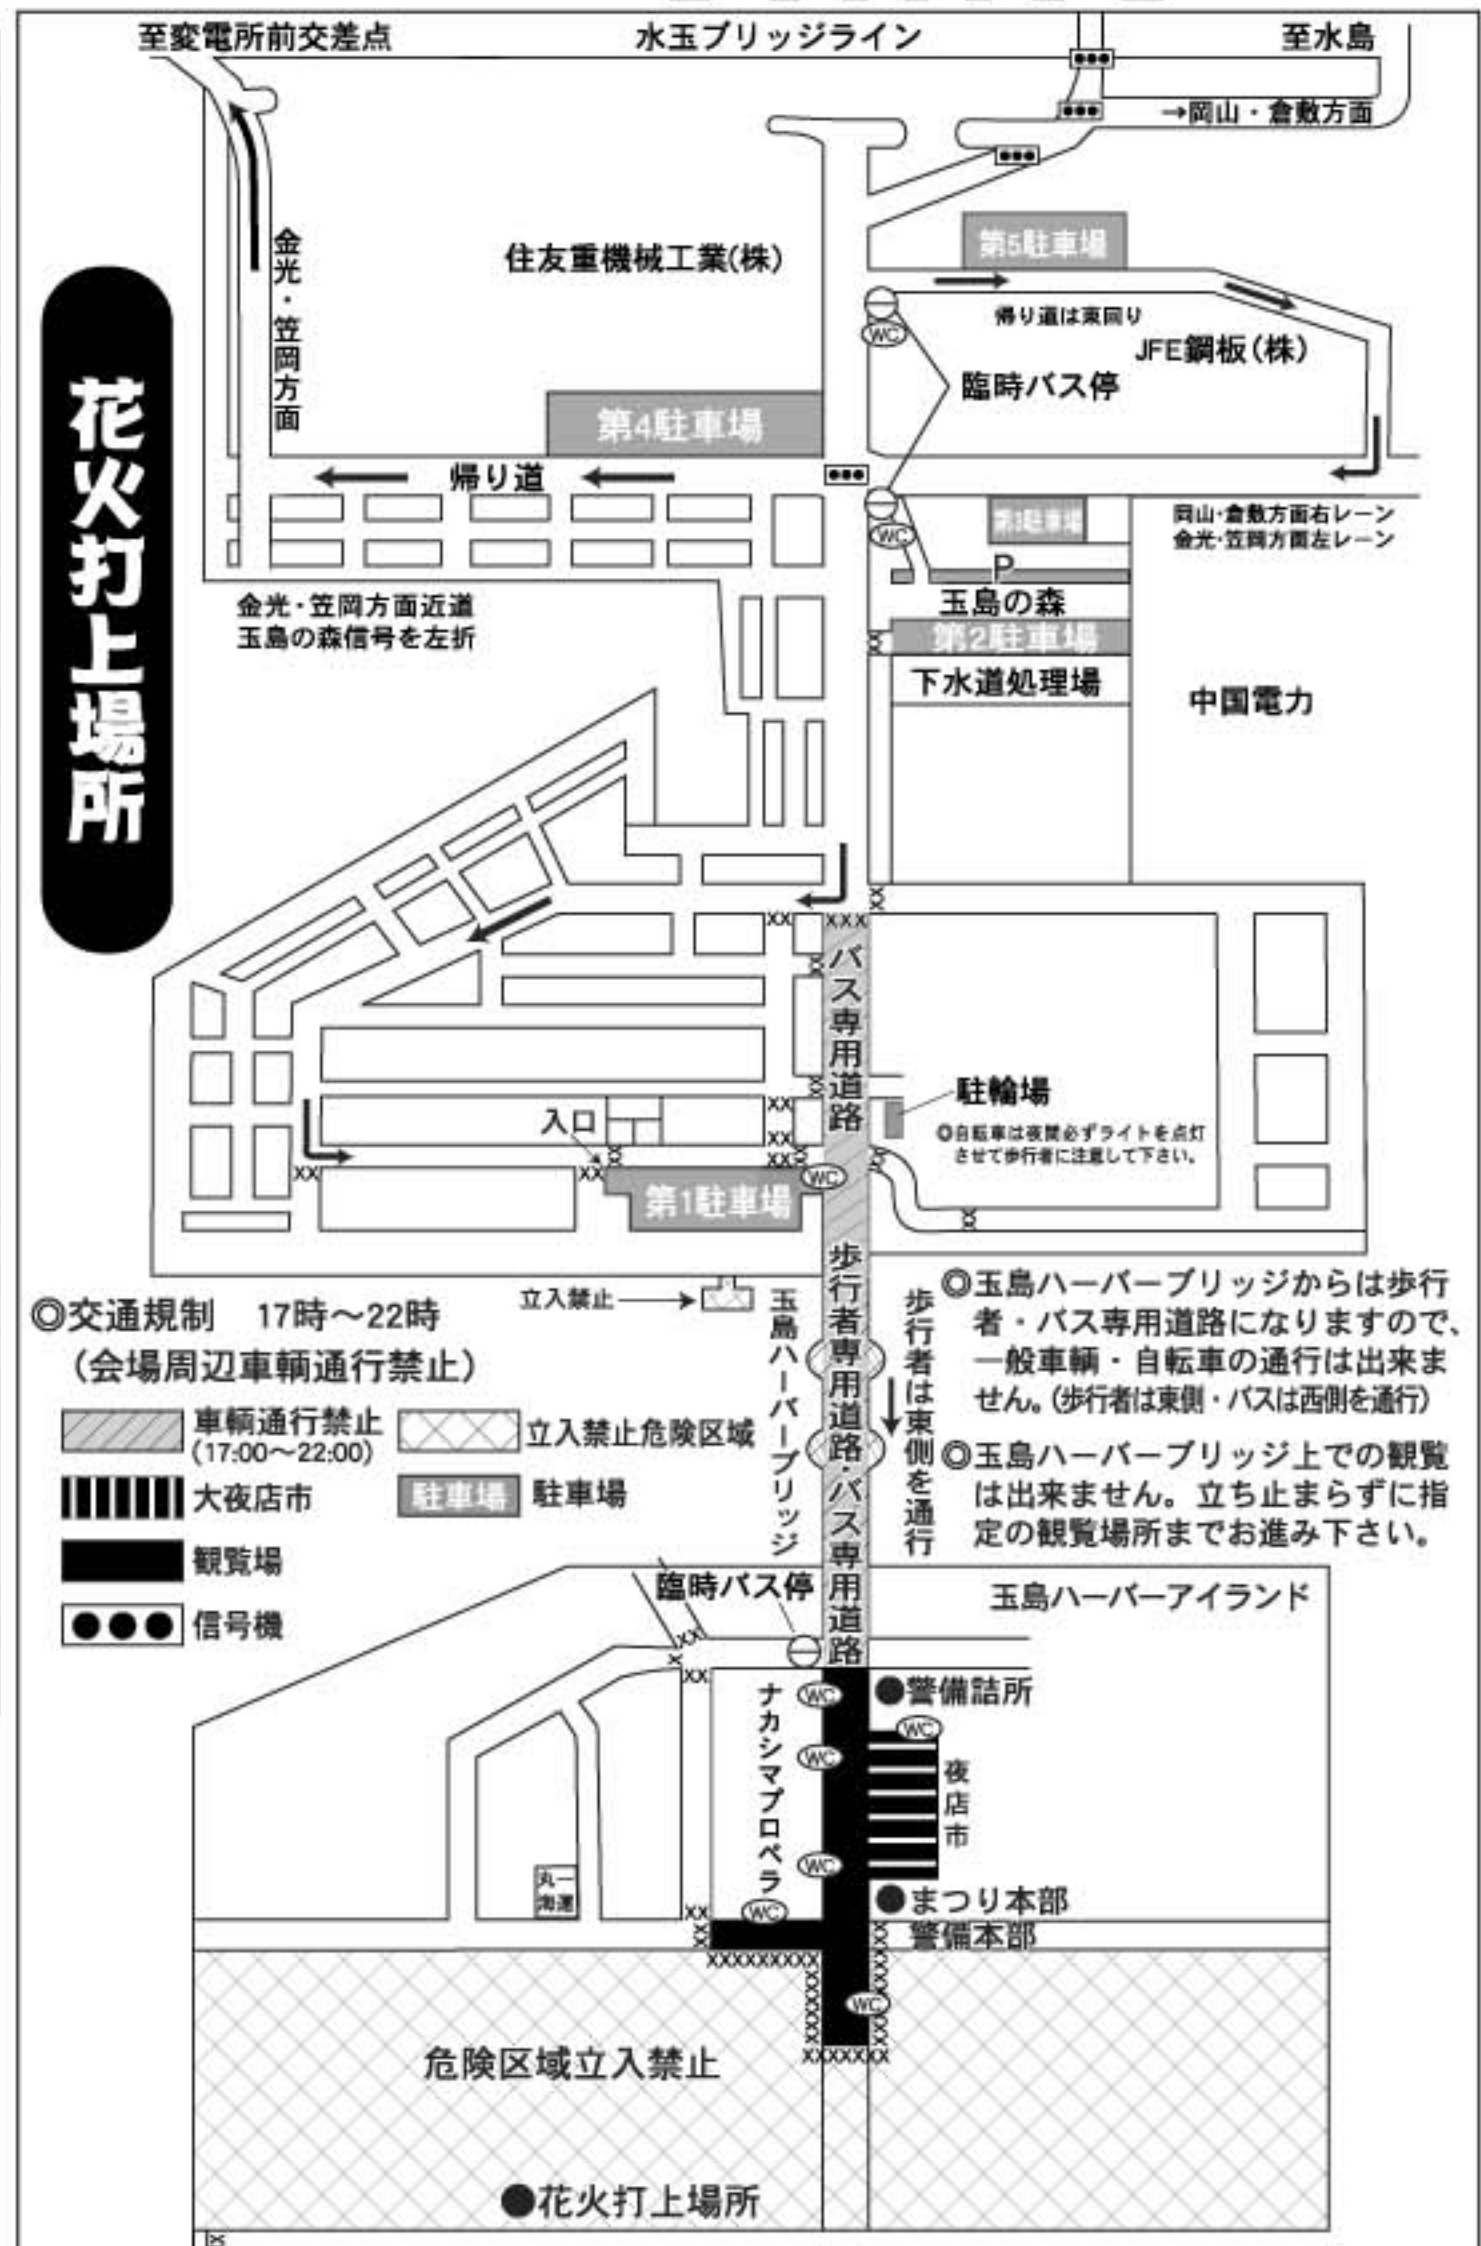 至変電所前交差点
水玉ブリッジライン
至水島
→岡山・倉敷方面
花火打上場所
金光・笠岡方面
住友重機械工業(株)
第5駐車場
帰り道は東回り
WC
JFE鋼板(株)
臨時バス停
第4駐車場
帰り道
WC
第3駐車場
岡山・倉敷方面右レーン
金光・笠岡方面左レーン
P
玉島の森
金光・笠岡方面近道
玉島の森信号を左折
第2駐車場
下水道処理場
中国電力
バス専用道路
駐輪場
◎自転車は夜間必ずライトを点灯
させて歩行者に注意して下さい。
入口
WC
第1駐車場
立入禁止
歩行者専用道路・バス専用道路
玉島ハーバーブリッジ
歩行者は東側を通行
◎玉島ハーバーブリッジからは歩行
者・バス専用道路になりますので、
一般車輌・自転車の通行は出来ま
せん。(歩行者は東側・バスは西側を通行)
◎玉島ハーバーブリッジ上での観覧
は出来ません。立ち止まらずに指
定の観覧場所までお進み下さい。
◎交通規制 17時～22時
(会場周辺車輌通行禁止)
車輌通行禁止
(17:00～22:00)
立入禁止危険区域
大夜店市
駐車場
駐車場
観覧場
信号機
臨時バス停
玉島ハーバーアイランド
ナカシマプロペラ
WC
●警備詰所
WC
WC
夜店市
WC
丸一
海運
WC
●まつり本部
警備本部
WC
危険区域立入禁止
●花火打上場所